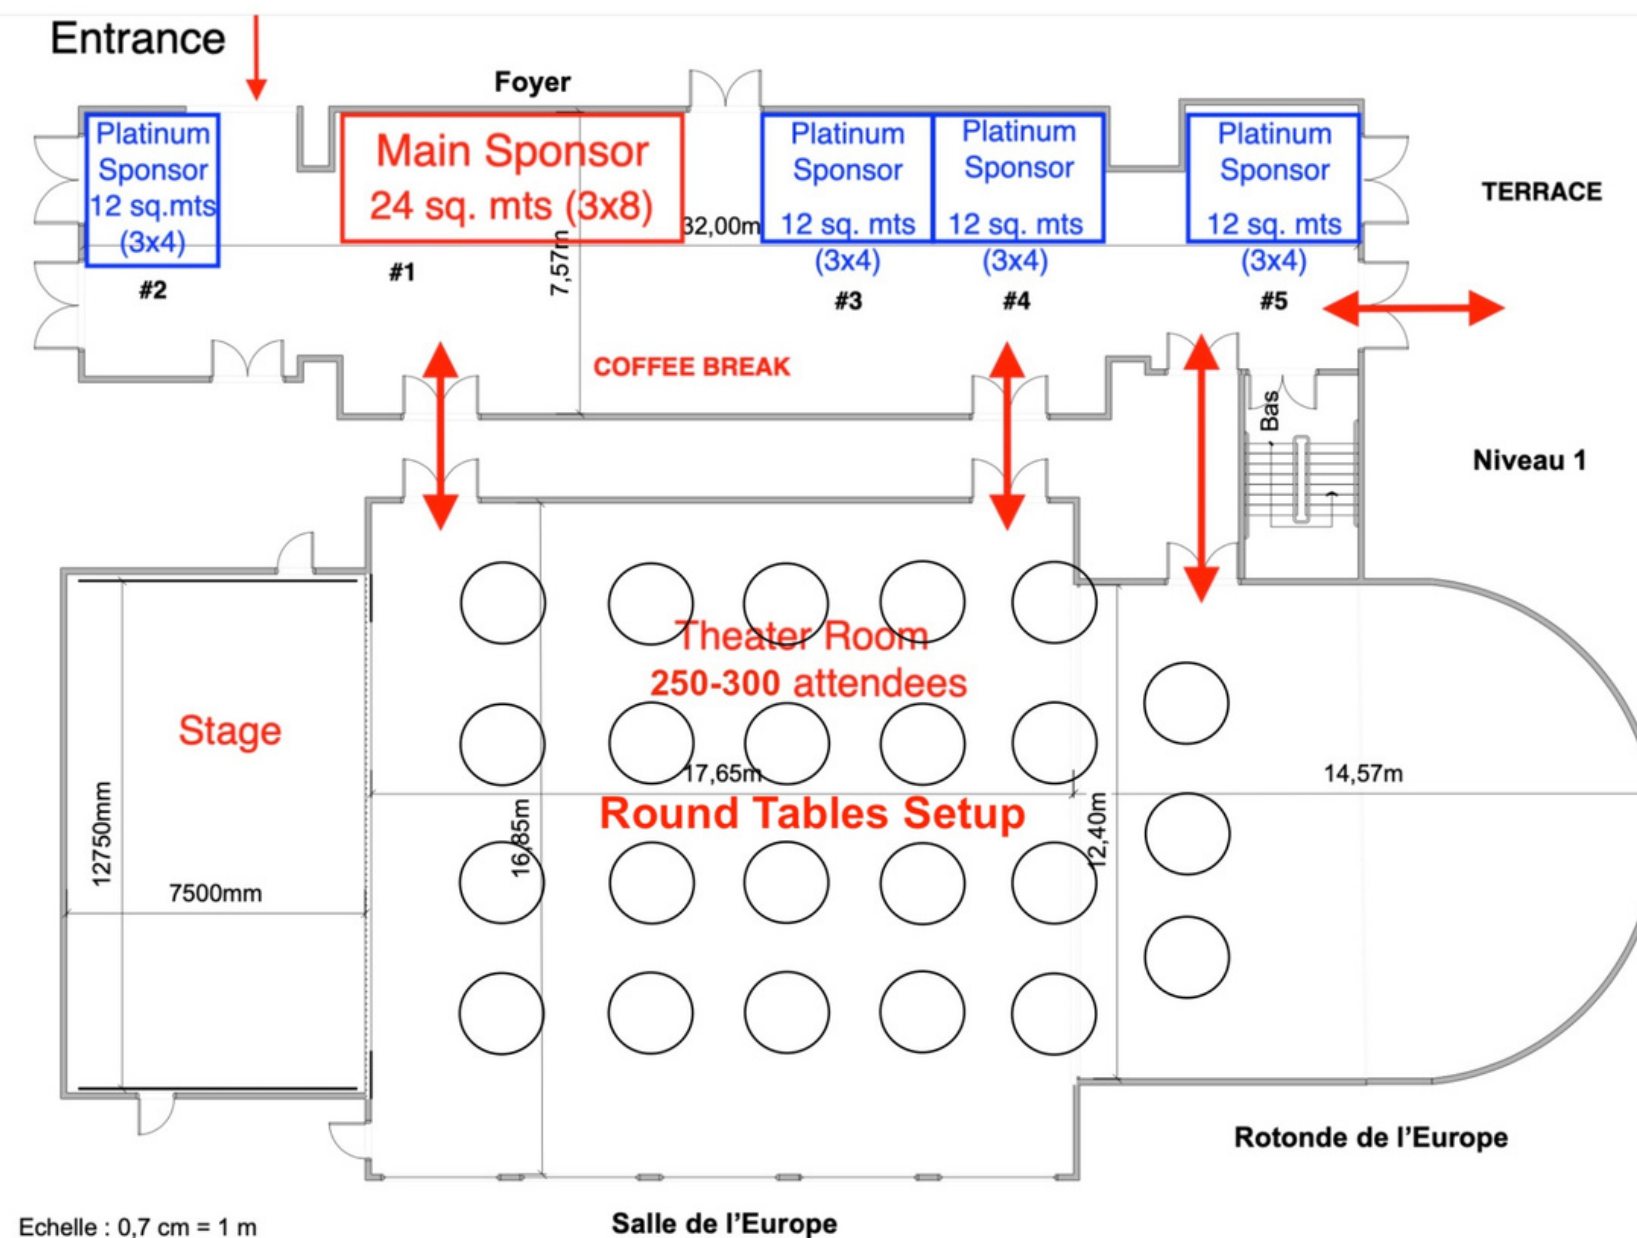 Entrance
Foyer
Platinum
Sponsor
12 sq.mts
(3x4)
#2
Main Sponsor
24 sq. mts (3x8)
#1
32,00m
7,57m
Platinum
Sponsor
12 sq. mts
(3x4)
#3
Platinum
Sponsor
12 sq. mts
(3x4)
#4
Platinum
Sponsor
12 sq. mts
(3x4)
#5
TERRACE
COFFEE BREAK
Bas
Niveau 1
Theater Room
250-300 attendees
Stage
17,65m
14,57m
Round Tables Setup
12750mm
16,85m
12,40m
7500mm
Rotonde de l’Europe
Salle de l’Europe
Echelle : 0,7 cm = 1 m